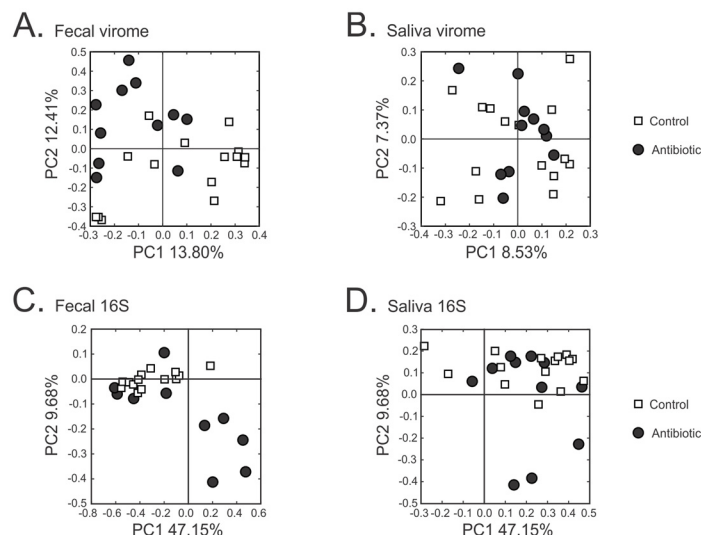 A. Fecal virome
0.5
0.4
0.3
0.2
0.1
0.0
-0.1
-0.2
-0.3
-0.4
PC2 12.41%
-0.3 -0.2 -0.1 0.0 0.1 0.2 0.3 0.4
PC1 13.80%
B. Saliva virome
0.3
0.2
0.1
0.0
-0.1
-0.2
-0.3
PC2 7.37%
-0.4 -0.3 -0.2 -0.1 0.0 0.1 0.2 0.3
PC1 8.53%
Control
Antibiotic
C. Fecal 16S
0.2
0.1
0.0
-0.1
-0.2
-0.3
-0.4
-0.5
PC2 9.68%
-0.8 -0.6 -0.4 -0.2 0.0 0.2 0.4 0.6
PC1 47.15%
D. Saliva 16S
0.3
0.2
0.1
0.0
-0.1
-0.2
-0.3
-0.4
-0.5
PC2 9.68%
-0.3 -0.2 -0.1 0.0 0.1 0.2 0.3 0.4 0.5
PC1 47.15%
Control
Antibiotic